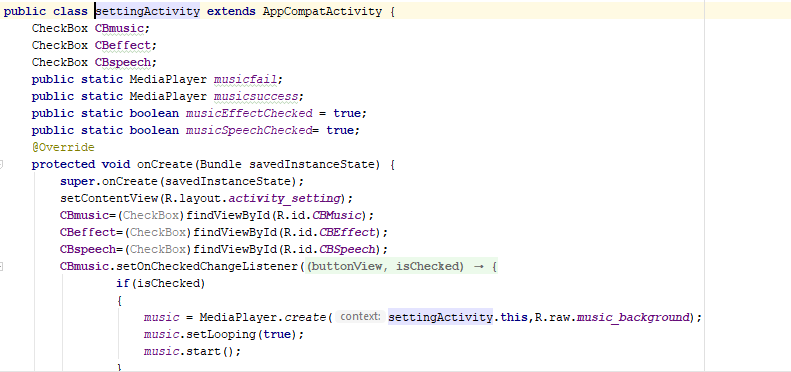 public class settingActivity extends AppCompatActivity {
    CheckBox CBmusic;
    CheckBox CBeffect;
    CheckBox CBspeech;
    public static MediaPlayer musicfail;
    public static MediaPlayer musicsuccess;
    public static boolean musicEffectChecked = true;
    public static boolean musicSpeechChecked= true;
    @Override
    protected void onCreate(Bundle savedInstanceState) {
        super.onCreate(savedInstanceState);
        setContentView(R.layout.activity_setting);
        CBmusic=(CheckBox)findViewById(R.id.CBMusic);
        CBeffect=(CheckBox)findViewById(R.id.CBEffect);
        CBspeech=(CheckBox)findViewById(R.id.CBSpeech);
        CBmusic.setOnCheckedChangeListener((buttonView, isChecked) → {
                if(isChecked)
                {
                    music = MediaPlayer.create( context: settingActivity.this,R.raw.music_background);
                    music.setLooping(true);
                    music.start();
                }